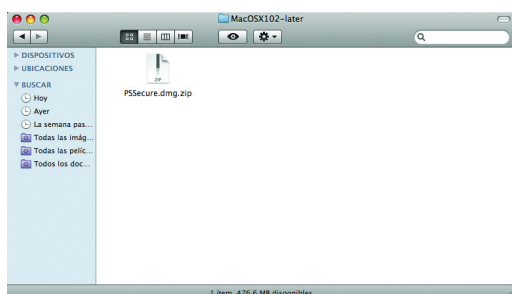 MacOSX102-later
DISPOSITIVOS
UBICACIONES
BUSCAR
Hoy
Ayer
La semana pas...
Todas las imág...
Todas las pelíc...
Todos los doc...
ZIP
PSSecure.dmg.zip
1 ítem, 476,6 MB disponibles